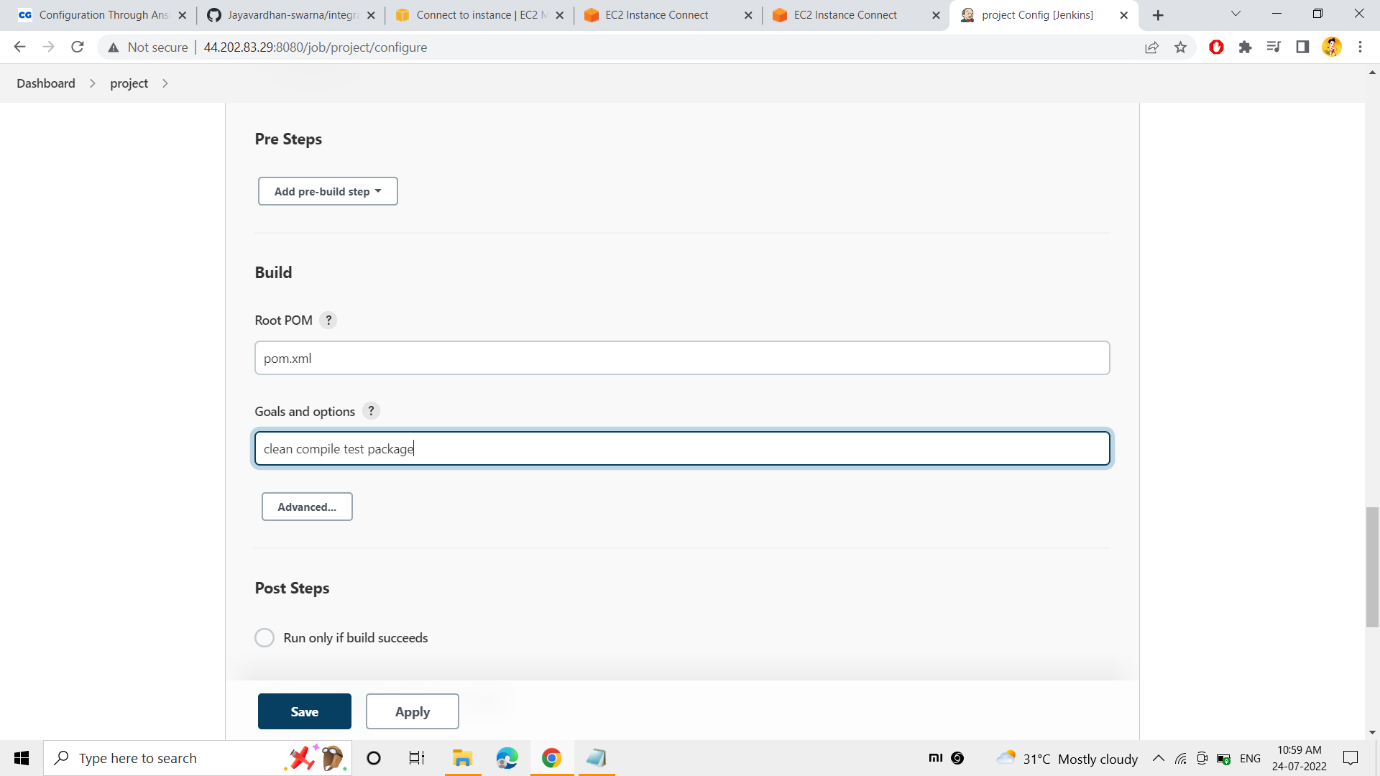 Configuration Through Ans
Jayavardhan-swarna/integra
Connect to instance | EC2 M
EC2 Instance Connect
EC2 Instance Connect
project Config [Jenkins]
Not secure
44.202.83.29:8080/job/project/configure
Dashboard
project
Pre Steps
Add pre-build step
Build
Root POM ?
pom.xml
Goals and options ?
clean compile test package
Advanced...
Post Steps
Run only if build succeeds
Save
Apply
Type here to search
31°C Mostly cloudy
ENG
10:59 AM
24-07-2022